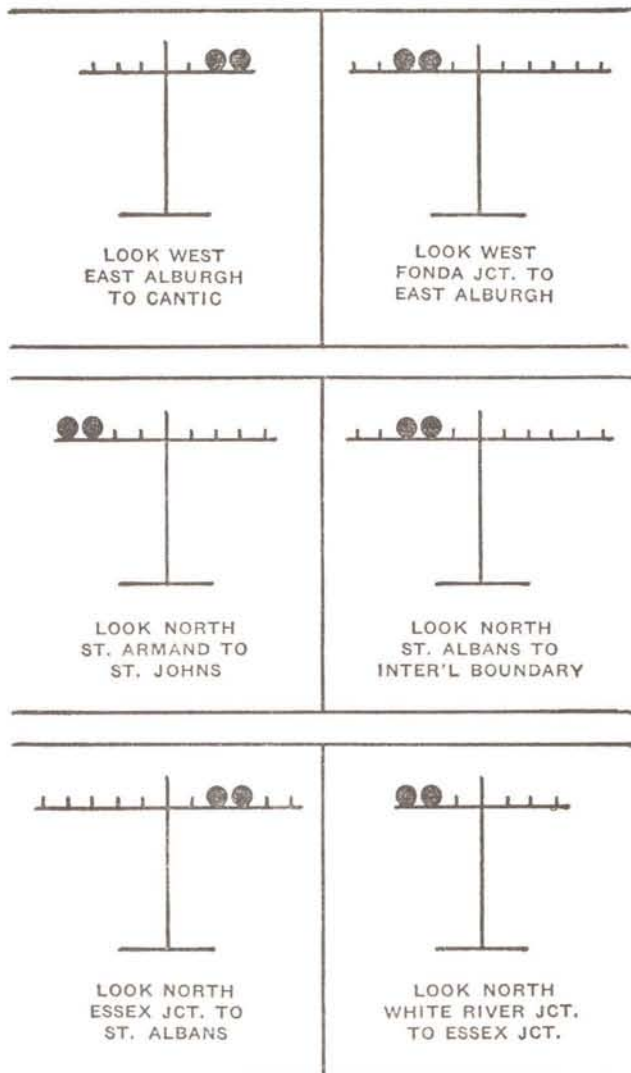 LOOK WEST
EAST ALBURGH
TO CANTIC
LOOK WEST
FONDA JCT. TO
EAST ALBURGH
LOOK NORTH
ST. ARMAND TO
ST. JOHNS
LOOK NORTH
ST. ALBANS TO
INTER'L BOUNDARY
LOOK NORTH
ESSEX JCT. TO
ST. ALBANS
LOOK NORTH
WHITE RIVER JCT.
TO ESSEX JCT.